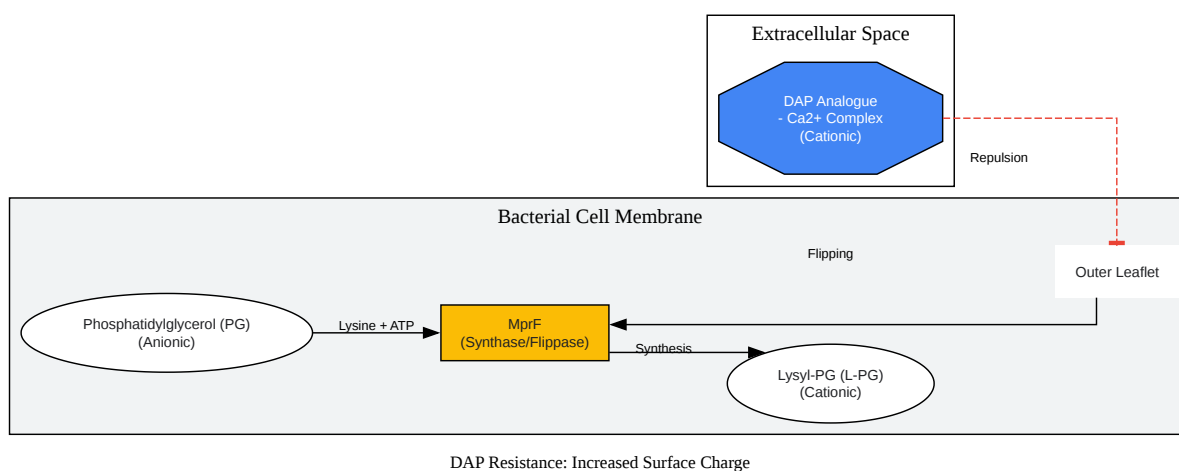 Extracellular Space
DAP Analogue
- Ca2+ Complex
(Cationic)
Repulsion
Bacterial Cell Membrane
Flipping
Outer Leaflet
Phosphatidylglycerol (PG)
(Anionic)
Lysine + ATP
MprF
(Synthase/Flippase)
Synthesis
Lysyl-PG (L-PG)
(Cationic)
DAP Resistance: Increased Surface Charge